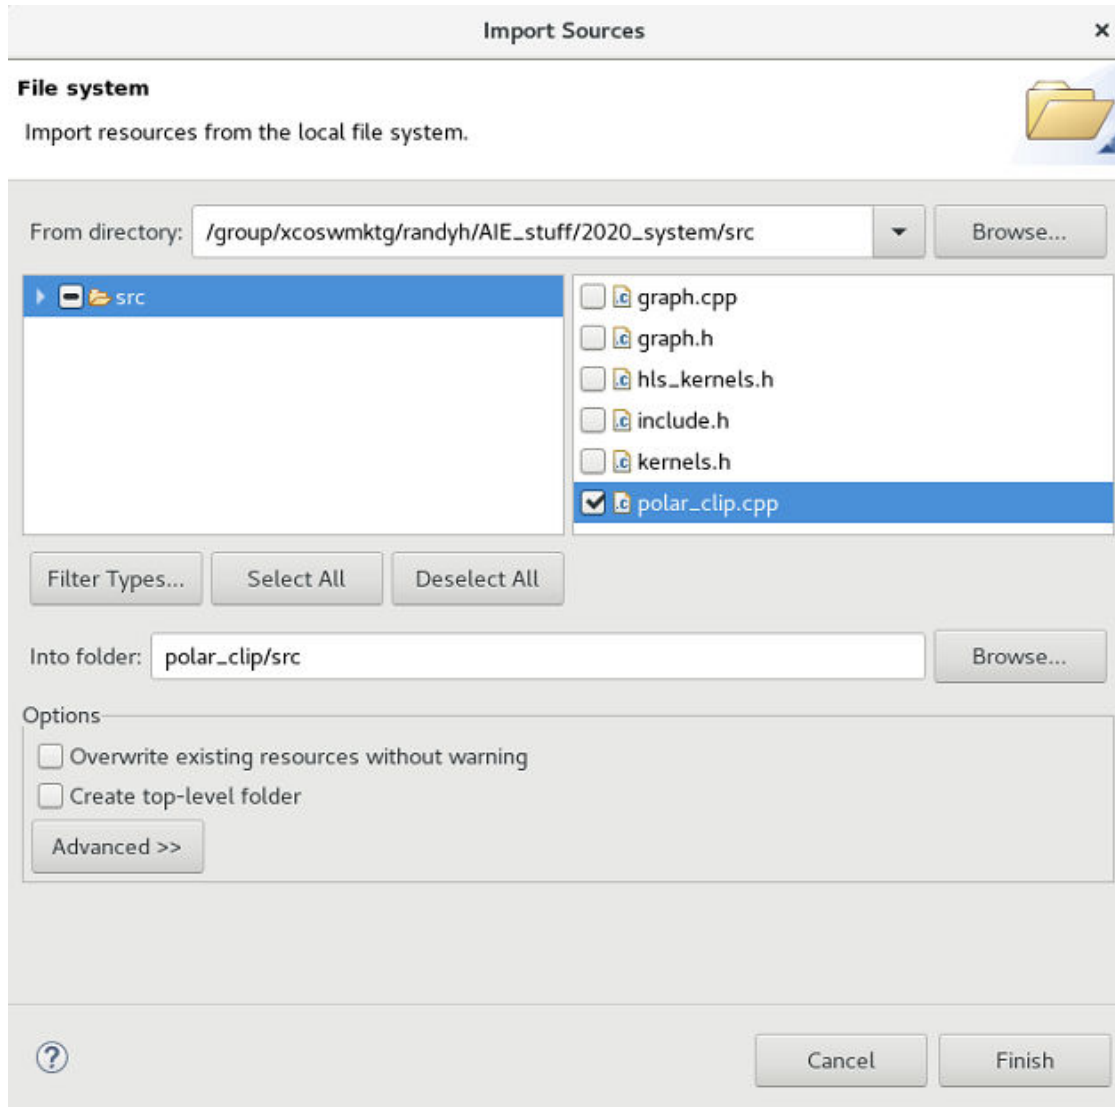 Import Sources
File system
Import resources from the local file system.
From directory: /group/xcoswmktg/randyh/AIE_stuff/2020_system/src Browse...
src
graph.cpp
graph.h
hls_kernels.h
include.h
kernels.h
polar_clip.cpp
Filter Types... Select All Deselect All
Into folder: polar_clip/src Browse...
Options
Overwrite existing resources without warning
Create top-level folder
Advanced >>
Cancel Finish